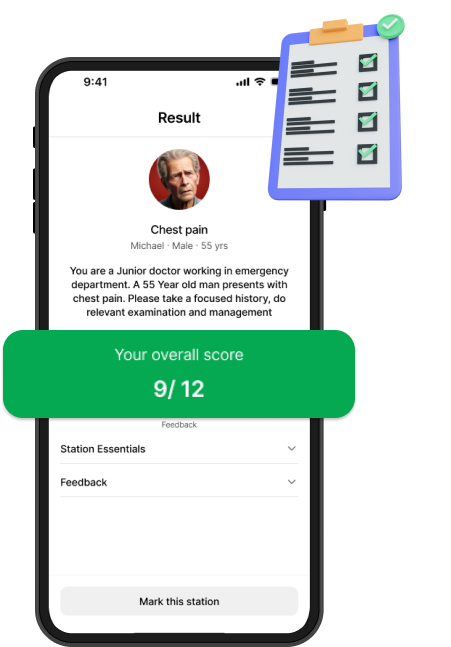 9:41
Result
Chest pain
Michael · Male · 55 yrs
You are a Junior doctor working in emergency
department. A 55 Year old man presents with
chest pain. Please take a focused history, do
relevant examination and management
Your overall score
9/ 12
Feedback
Station Essentials
Feedback
Mark this station